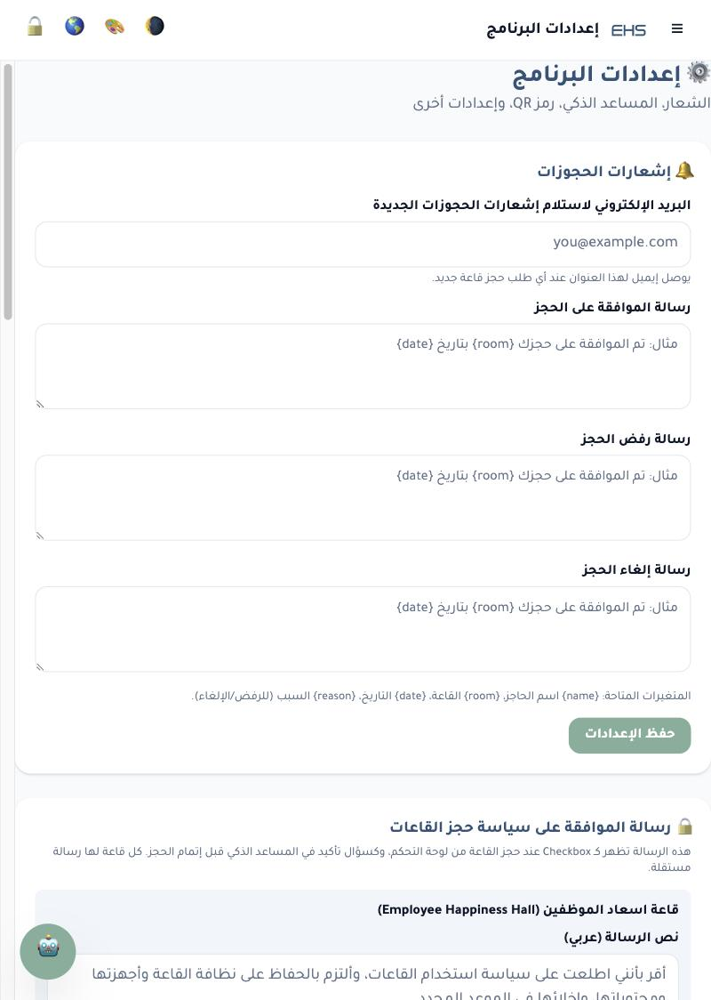 EHS إعدادات البرنامج
إعدادات البرنامج
الشعار، المساعد الذكي، رمز QR، وإعدادات أخرى
إشعارات الحجوزات
البريد الإلكتروني لاستلام إشعارات الحجوزات الجديدة
you@example.com
يوصل إيميل لهذا العنوان عند أي طلب حجز قاعة جديد.
رسالة الموافقة على الحجز
مثال: تم الموافقة على حجزك {room} بتاريخ {date}
رسالة رفض الحجز
مثال: تم الموافقة على حجزك {room} بتاريخ {date}
رسالة إلغاء الحجز
مثال: تم الموافقة على حجزك {room} بتاريخ {date}
المتغيرات المتاحة: {name} اسم الحاجز، {room} القاعة، {date} التاريخ، {reason} السبب (للرفض/الإلغاء).
حفظ الإعدادات
رسالة الموافقة على سياسة حجز القاعات
هذه الرسالة تظهر كـ Checkbox عند حجز القاعة من لوحة التحكم، وكسؤال تأكيد في المساعد الذكي قبل إتمام الحجز. كل قاعة لها رسالة
مستقلة.
قاعة اسعاد الموظفين (Employee Happiness Hall)
نص الرسالة (عربي)
أقر بأنني اطلعت على سياسة استخدام القاعات، وألتزم بالحفاظ على نظافة القاعة وأجهزتها
ومحتوياتها، وإخلائها في الموعد المحدد